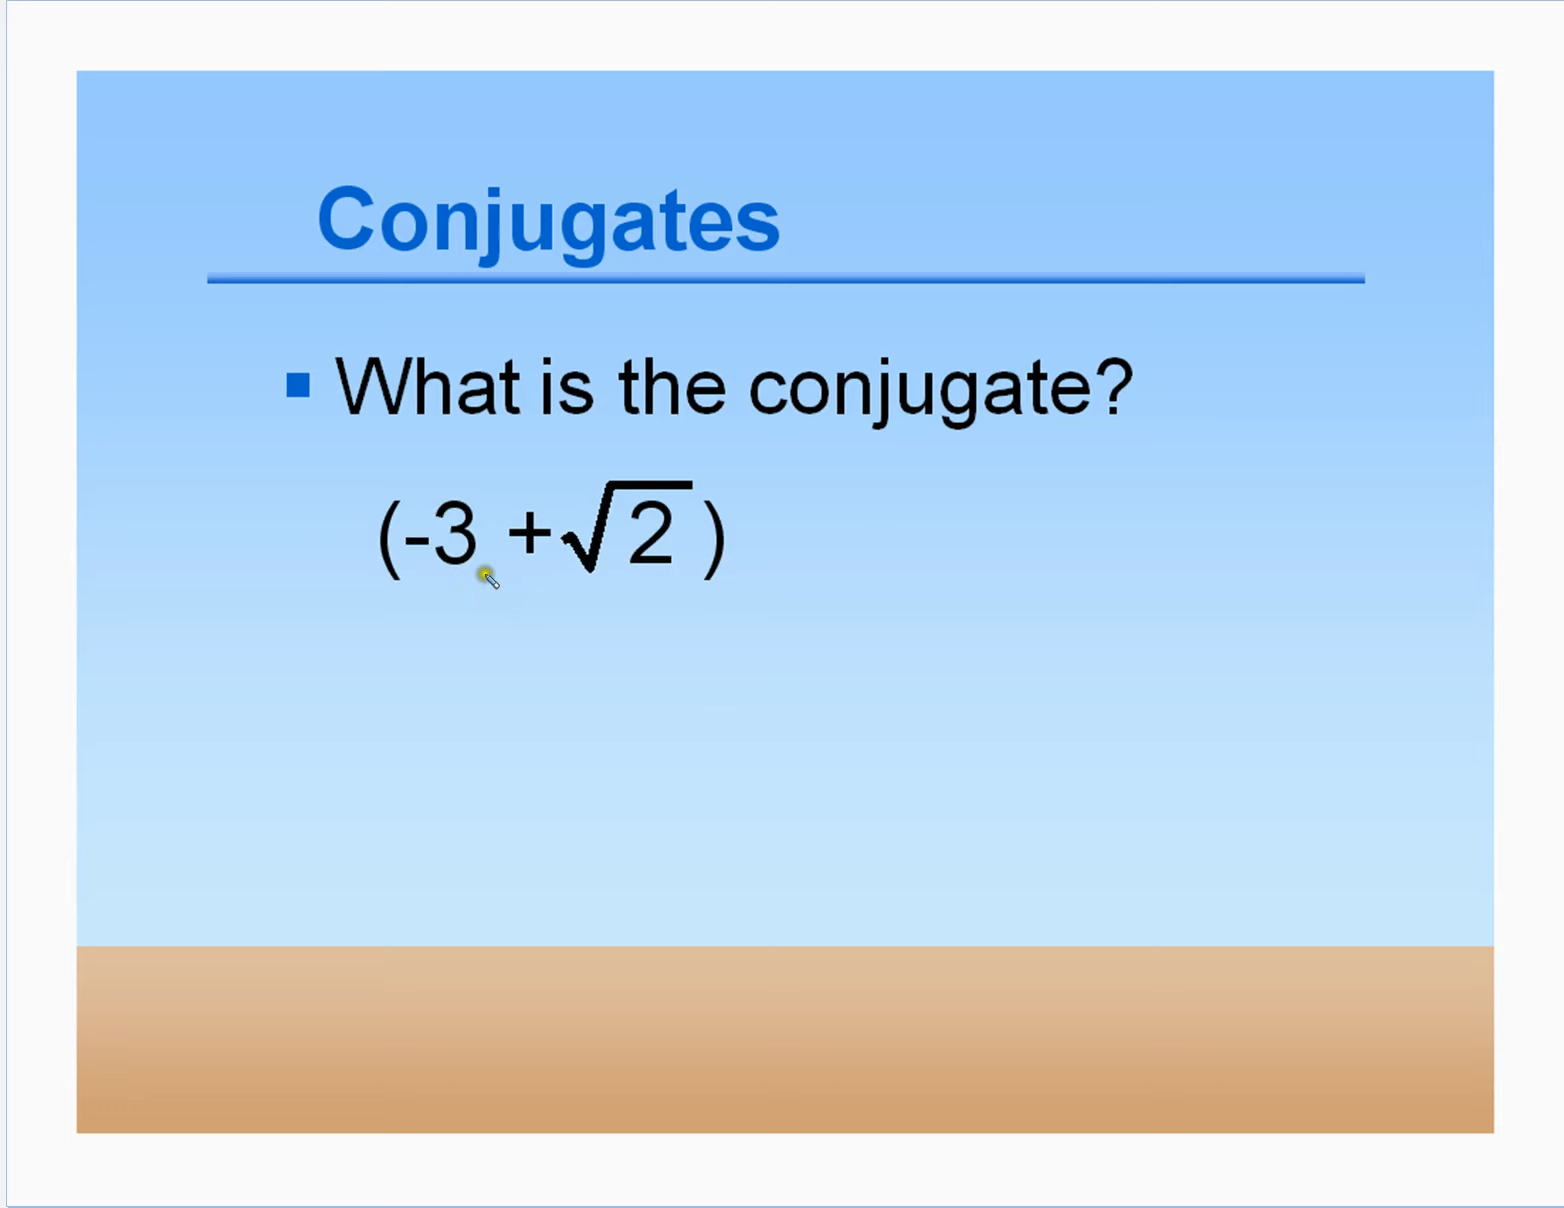 Conjugates
What is the conjugate?
(-3 +√2 )